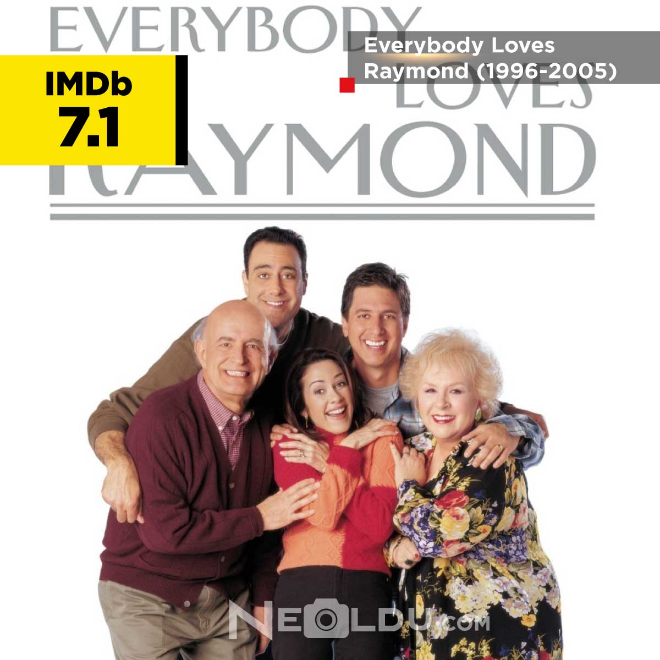 EVERYBODY
LOVES
RAYMOND
Everybody Loves
Raymond (1996-2005)
IMDb
7.1
NEOLDU.COM